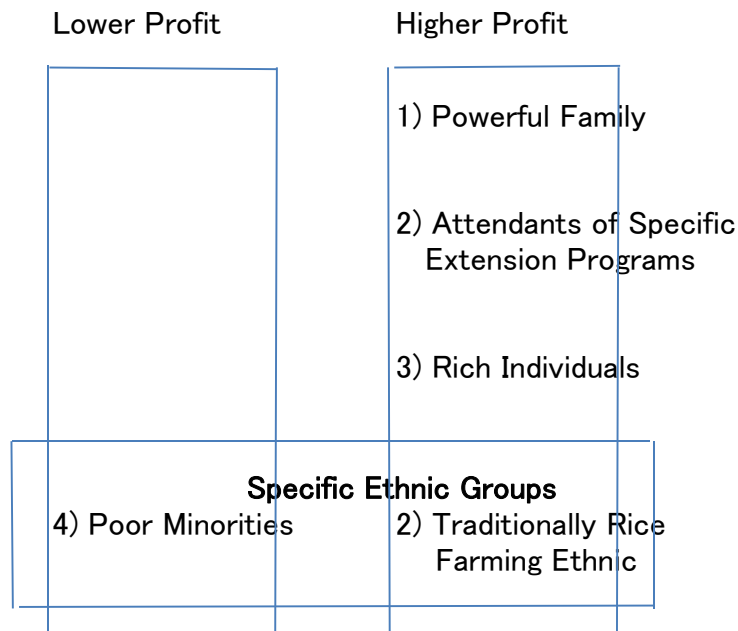 Lower Profit
Higher Profit
1) Powerful Family
2) Attendants of Specific
Extension Programs
3) Rich Individuals
Specific Ethnic Groups
4) Poor Minorities
2) Traditionally Rice
Farming Ethnic